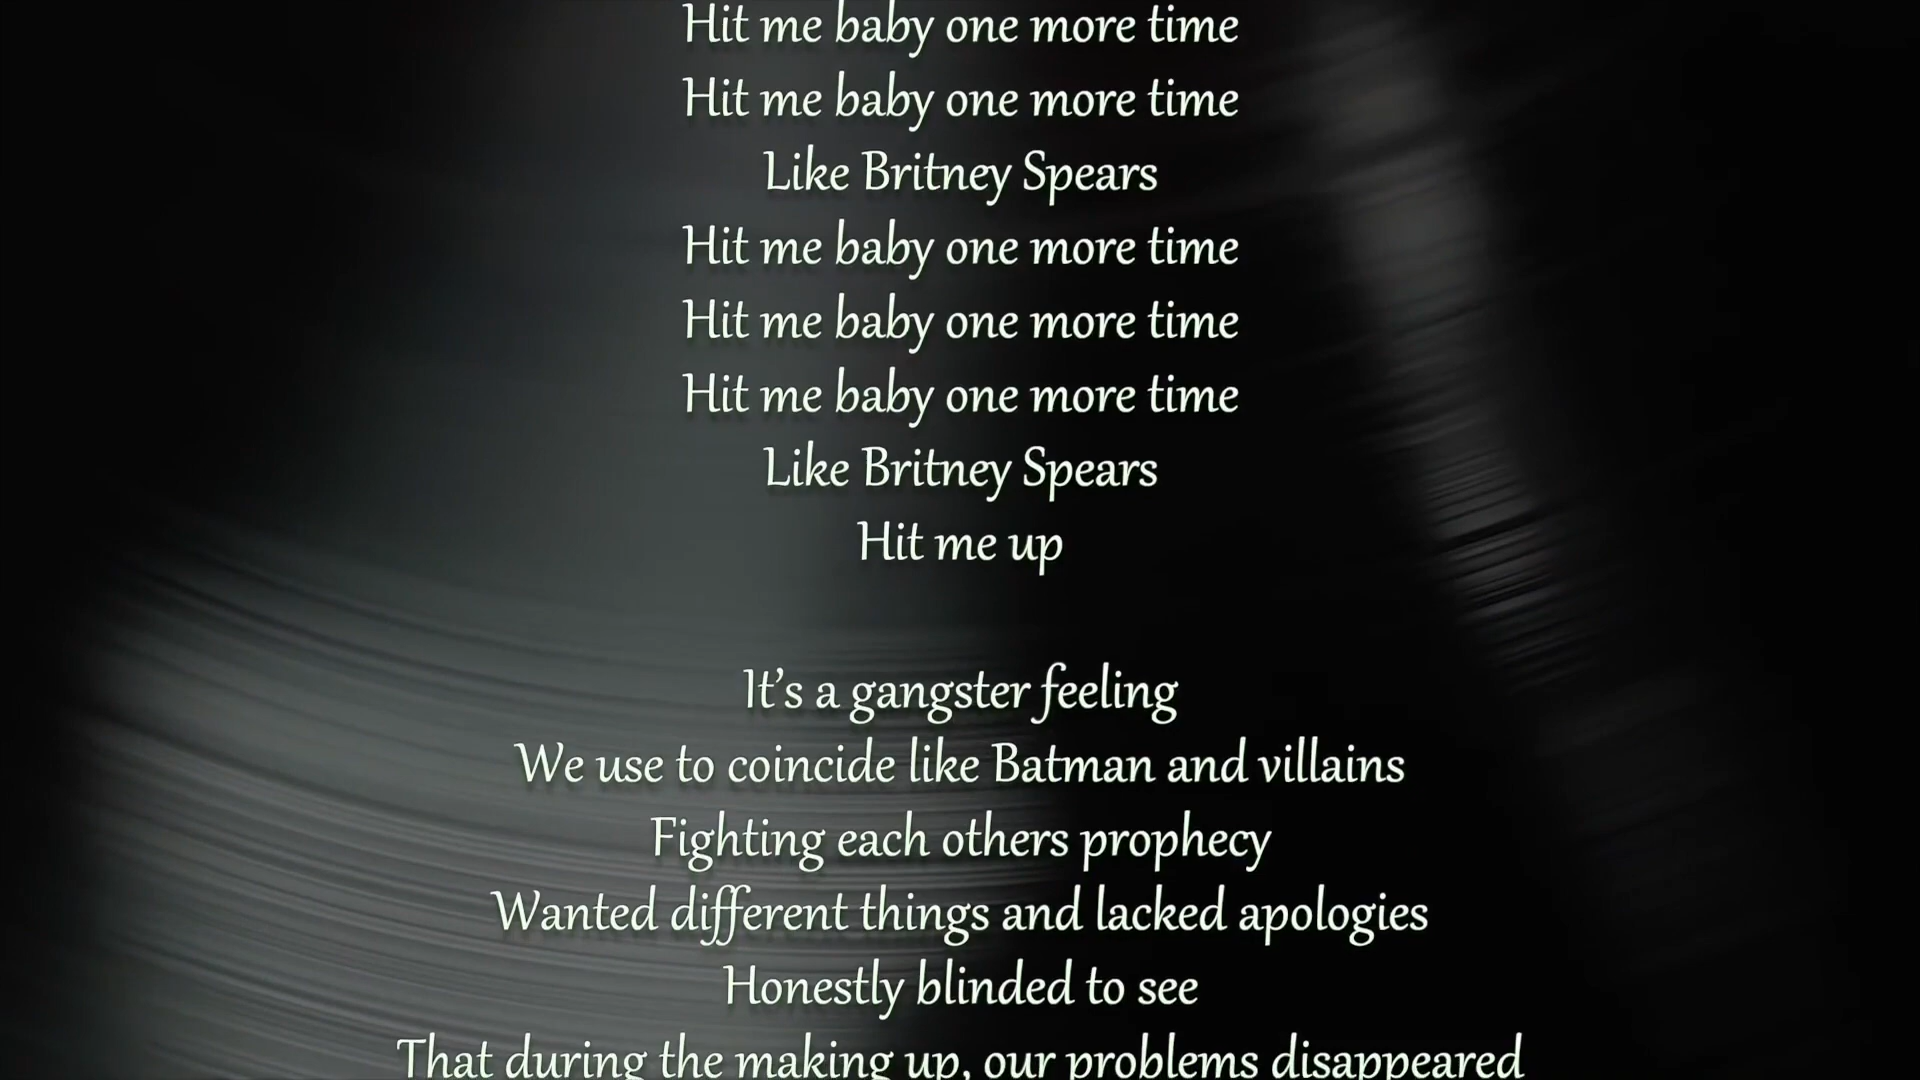 Hit me baby one more time
Hit me baby one more time
Like Britney Spears
Hit me baby one more time
Hit me baby one more time
Hit me baby one more time
Like Britney Spears
Hit me up
It’s a gangster feeling
We use to coincide like Batman and villains
Fighting each others prophecy
Wanted different things and lacked apologies
Honestly blinded to see
That during the making up, our problems disappeared